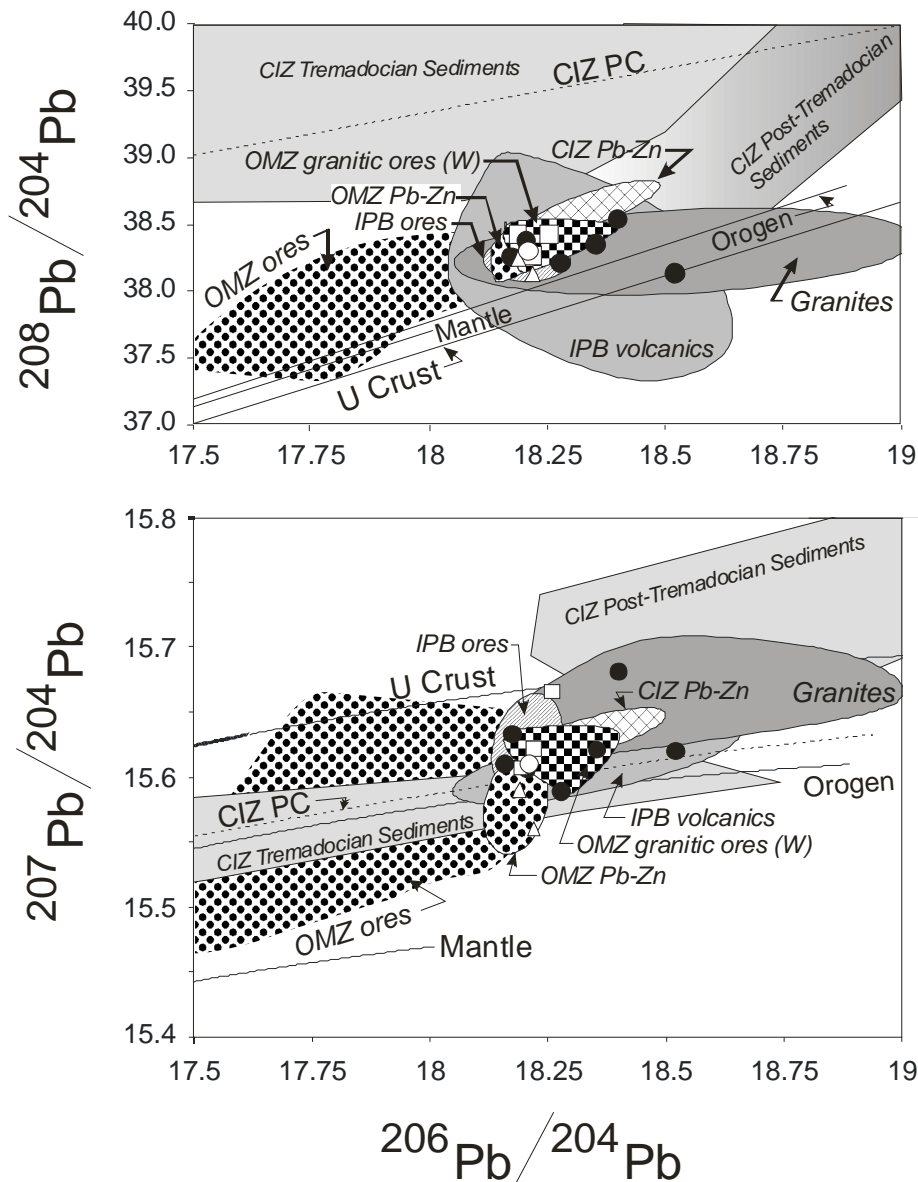 40.0
39.5
39.0
38.5
38.0
37.5
37.0
208Pb/204Pb
CIZ Tremadocian Sediments
CIZ PC
CIZ Post-Tremadocian
Sediments
OMZ granitic ores (W)
CIZ Pb-Zn
OMZ Pb-Zn
IPB ores
OMZ ores
Orogen
Mantle
Granites
IPB volcanics
U Crust
17.5 17.75 18 18.25 18.5 18.75 19
15.8
15.7
15.6
15.5
15.4
207Pb/204Pb
CIZ Post-Tremadocian Sediments
IPB ores
U Crust
CIZ Pb-Zn
Granites
CIZ PC
Orogen
IPB volcanics
CIZ Tremadocian Sediments
OMZ granitic ores (W)
OMZ Pb-Zn
OMZ ores
Mantle
17.5 17.75 18 18.25 18.5 18.75 19
206Pb/204Pb